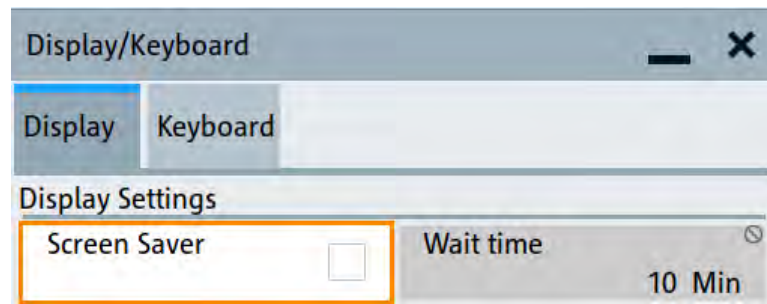 Display/Keyboard
Display Keyboard
Display Settings
Screen Saver Wait time
10 Min